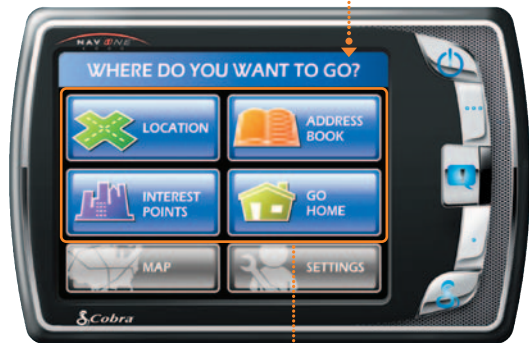 NAV ONE
WHERE DO YOU WANT TO GO?
LOCATION
ADDRESS
BOOK
INTEREST
POINTS
GO
HOME
MAP
SETTINGS
Cobra